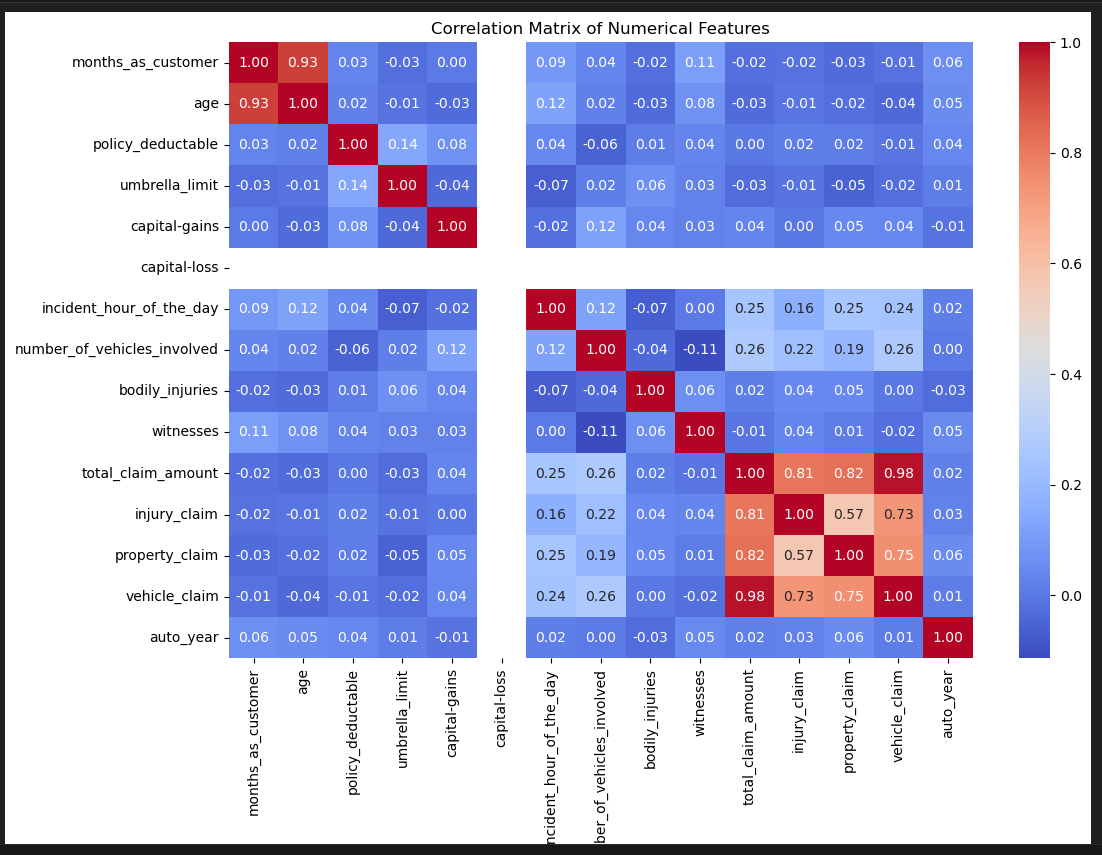 Correlation Matrix of Numerical Features
months_as_customer 1.00 0.93 0.03 -0.03 0.00 0.09 0.04 -0.02 0.11 -0.02 -0.02 -0.03 -0.01 0.06
age 0.93 1.00 0.02 -0.01 -0.03 0.12 0.02 -0.03 0.08 -0.03 -0.01 -0.02 -0.04 0.05
policy_deductable 0.03 0.02 1.00 0.14 0.08 0.04 -0.06 0.01 0.04 0.00 0.02 0.02 -0.01 0.04
umbrella_limit -0.03 -0.01 0.14 1.00 -0.04 -0.07 0.02 0.06 0.03 -0.03 -0.01 -0.05 -0.02 0.01
capital-gains 0.00 -0.03 0.08 -0.04 1.00 -0.02 0.12 0.04 0.03 0.04 0.00 0.05 0.04 -0.01
capital-loss
incident_hour_of_the_day 0.09 0.12 0.04 -0.07 -0.02 1.00 0.12 -0.07 0.00 0.25 0.16 0.25 0.24 0.02
number_of_vehicles_involved 0.04 0.02 -0.06 0.02 0.12 0.12 1.00 -0.04 -0.11 0.26 0.22 0.19 0.26 0.00
bodily_injuries -0.02 -0.03 0.01 0.06 0.04 -0.07 -0.04 1.00 0.06 0.02 0.04 0.05 0.00 -0.03
witnesses 0.11 0.08 0.04 0.03 0.03 0.00 -0.11 0.06 1.00 -0.01 0.04 0.01 -0.02 0.05
total_claim_amount -0.02 -0.03 0.00 -0.03 0.04 0.25 0.26 0.02 -0.01 1.00 0.81 0.82 0.98 0.02
injury_claim -0.02 -0.01 0.02 -0.01 0.00 0.16 0.22 0.04 0.04 0.81 1.00 0.57 0.73 0.03
property_claim -0.03 -0.02 0.02 -0.05 0.05 0.25 0.19 0.05 0.01 0.82 0.57 1.00 0.75 0.06
vehicle_claim -0.01 -0.04 -0.01 -0.02 0.04 0.24 0.26 0.00 -0.02 0.98 0.73 0.75 1.00 0.01
auto_year 0.06 0.05 0.04 0.01 -0.01 0.02 0.00 -0.03 0.05 0.02 0.03 0.06 0.01 1.00
months_as_customer
age
policy_deductable
umbrella_limit
capital-gains
capital-loss
ncident_hour_of_the_day
ber_of_vehicles_involved
bodily_injuries
witnesses
total_claim_amount
injury_claim
property_claim
vehicle_claim
auto_year
1.0
0.8
0.6
0.4
0.2
0.0